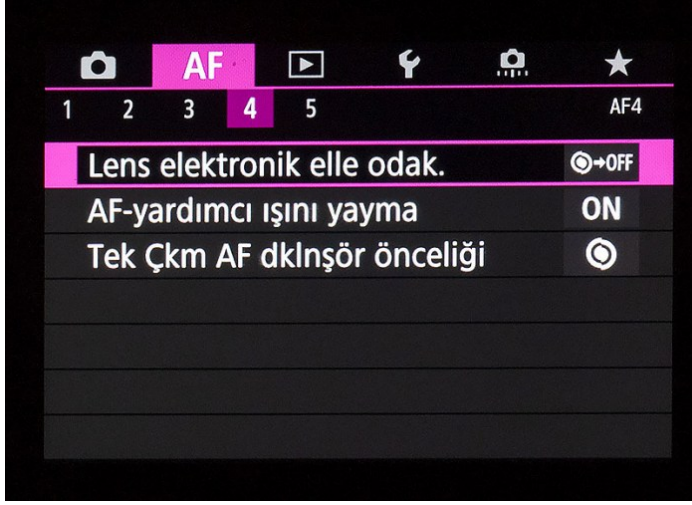 AF
1 2 3 4 5 AF4
Lens elektronik elle odak. OFF
AF-yardımcı ışını yayma ON
Tek Çkm AF dklnşör önceliği